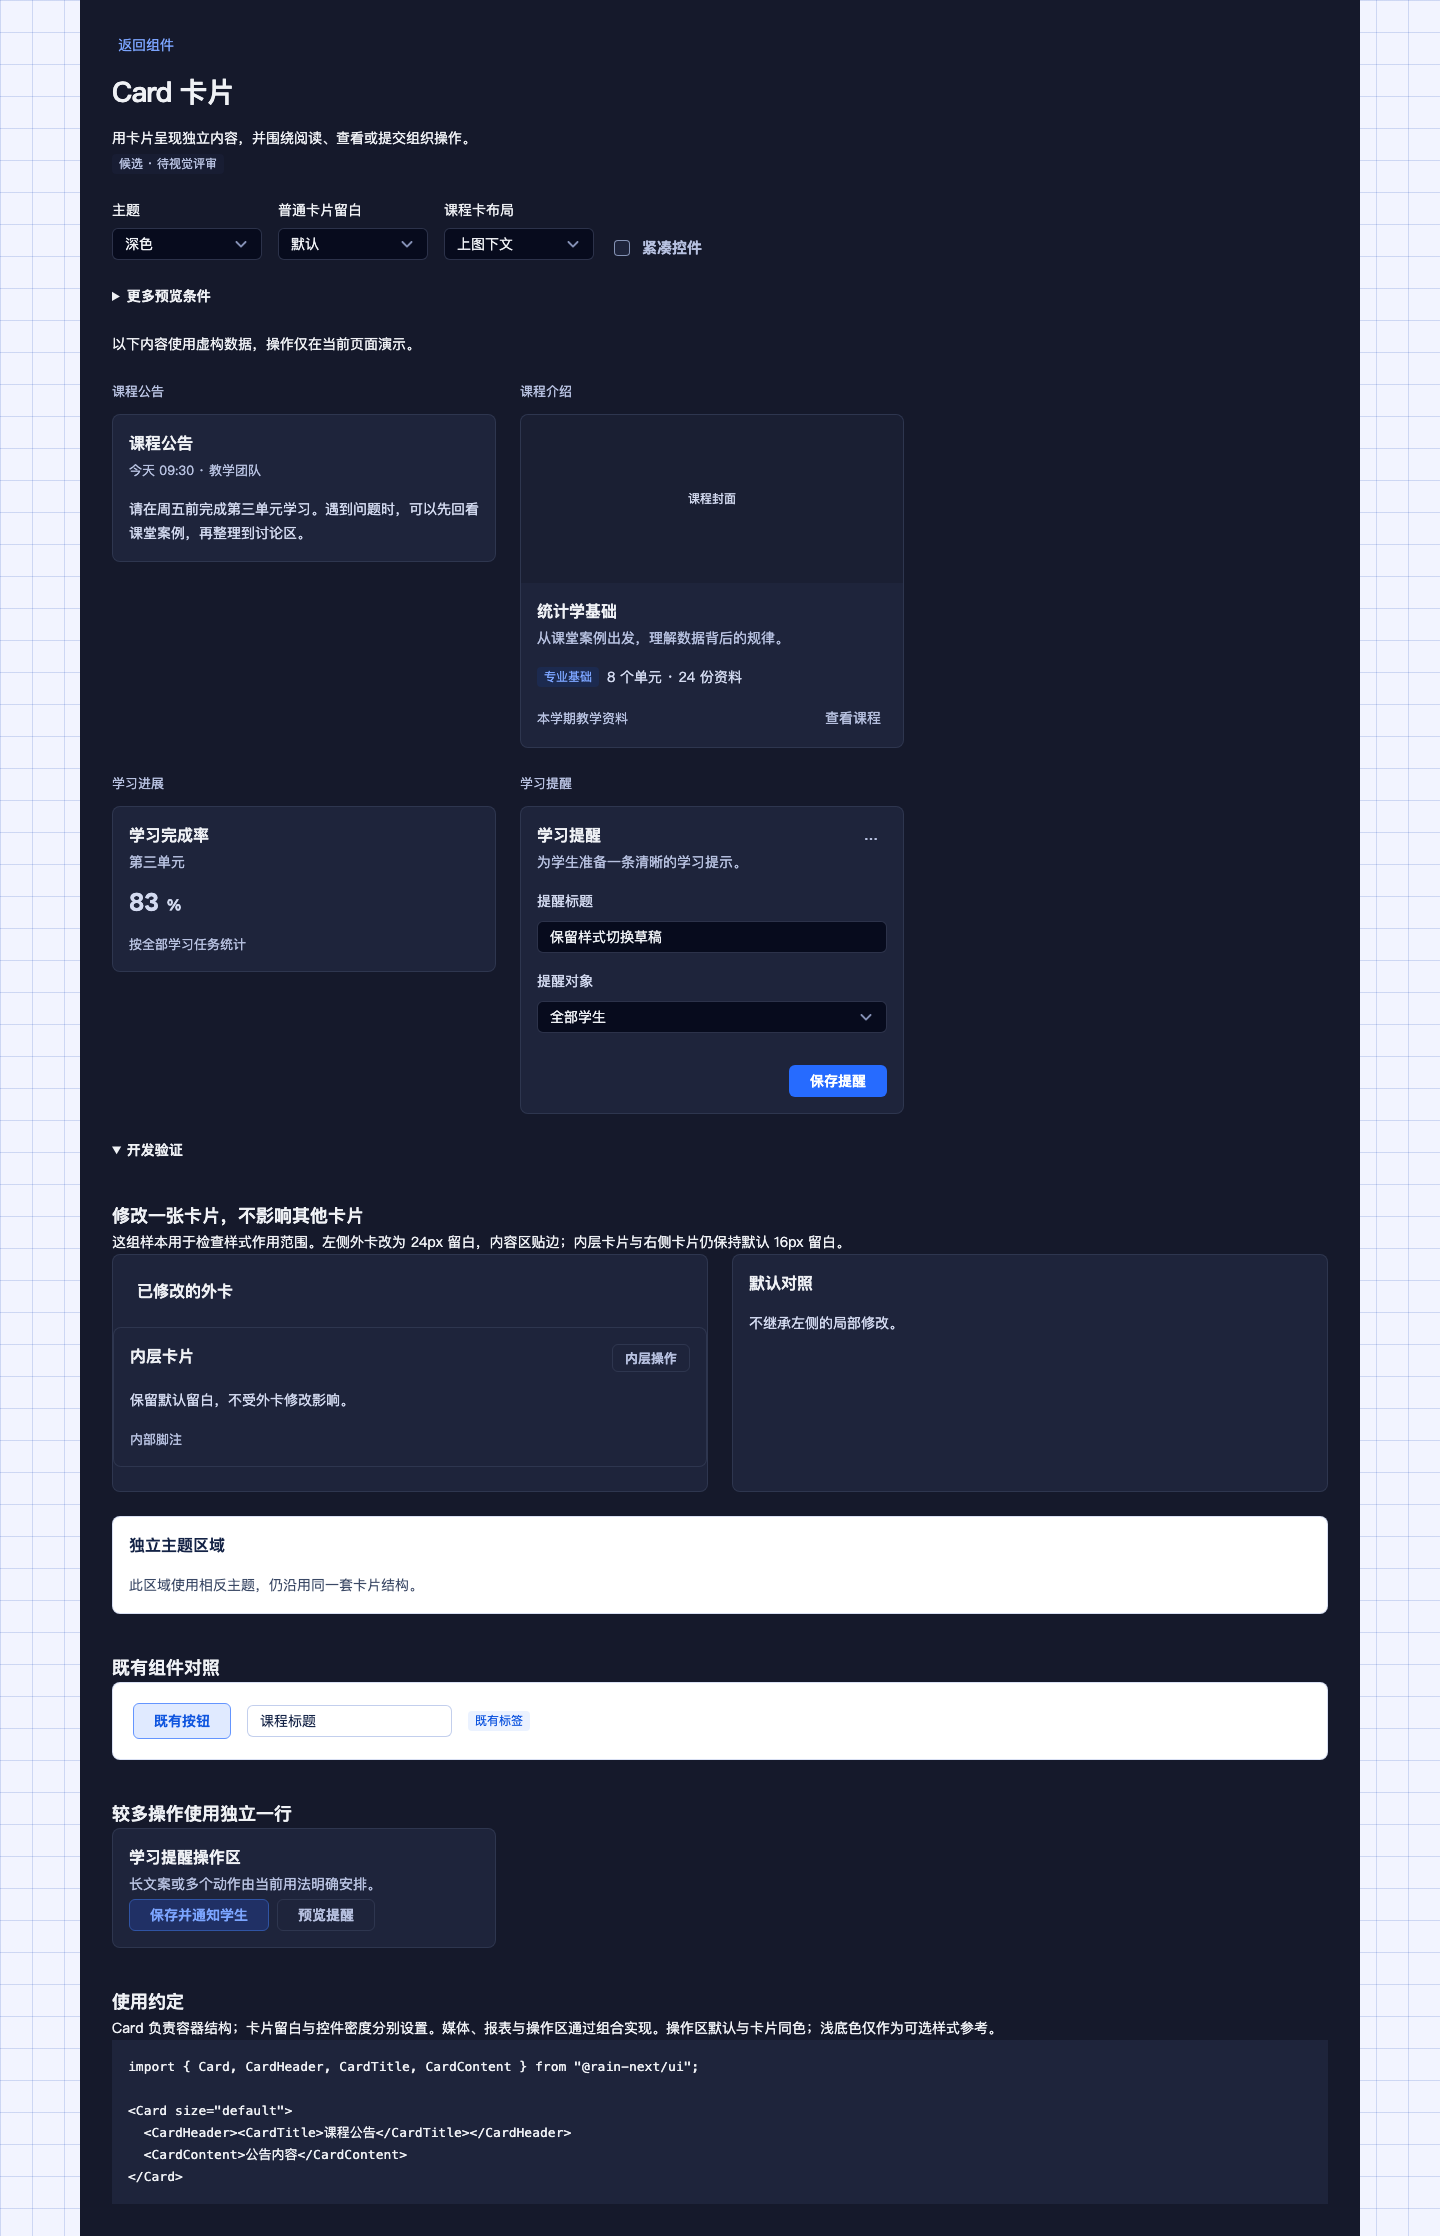 返回组件
Card 卡片
用卡片呈现独立内容，并围绕阅读、查看或提交组织操作。
候选 · 待视觉评审
主题
普通卡片留白
课程卡布局
深色
默认
上图下文
紧凑控件
更多预览条件
以下内容使用虚构数据，操作仅在当前页面演示。
课程公告
课程公告
今天 09:30 · 教学团队
请在周五前完成第三单元学习。遇到问题时，可以先回看
课堂案例，再整理到讨论区。
课程介绍
课程封面
统计学基础
从课堂案例出发，理解数据背后的规律。
专业基础 8 个单元 · 24 份资料
本学期教学资料
查看课程
学习进展
学习完成率
第三单元
83 %
按全部学习任务统计
学习提醒
学习提醒
...
为学生准备一条清晰的学习提示。
提醒标题
保留样式切换草稿
提醒对象
全部学生
保存提醒
开发验证
修改一张卡片，不影响其他卡片
这组样本用于检查样式作用范围。左侧外卡改为 24px 留白，内容区贴边；内层卡片与右侧卡片仍保持默认 16px 留白。
已修改的外卡
内层卡片
内层操作
保留默认留白，不受外卡修改影响。
内部脚注
默认对照
不继承左侧的局部修改。
独立主题区域
此区域使用相反主题，仍沿用同一套卡片结构。
既有组件对照
既有按钮
课程标题
既有标签
较多操作使用独立一行
学习提醒操作区
长文案或多个动作由当前用法明确安排。
保存并通知学生
预览提醒
使用约定
Card 负责容器结构；卡片留白与控件密度分别设置。媒体、报表与操作区通过组合实现。操作区默认与卡片同色；浅底色仅作为可选样式参考。
import { Card, CardHeader, CardTitle, CardContent } from "@rain-next/ui";
<Card size="default">
<CardHeader><CardTitle>课程公告</CardTitle></CardHeader>
<CardContent>公告内容</CardContent>
</Card>